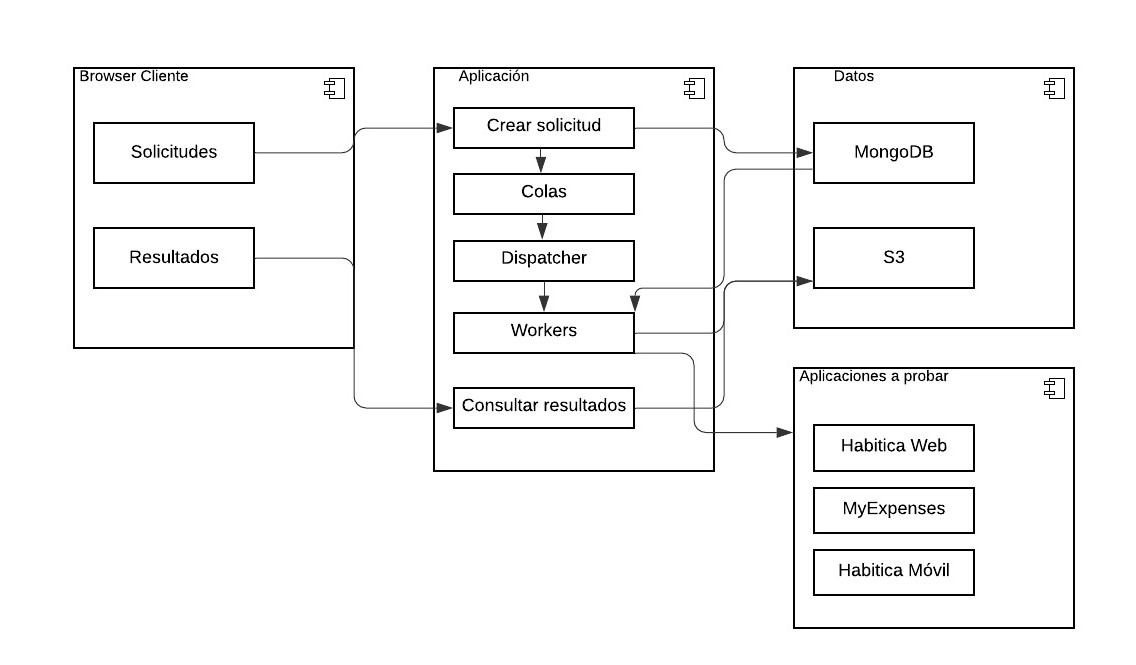 Browser Cliente
Solicitudes
Resultados
Aplicación
Crear solicitud
Colas
Dispatcher
Workers
Consultar resultados
Datos
MongoDB
S3
Aplicaciones a probar
Habitica Web
MyExpenses
Habitica Móvil